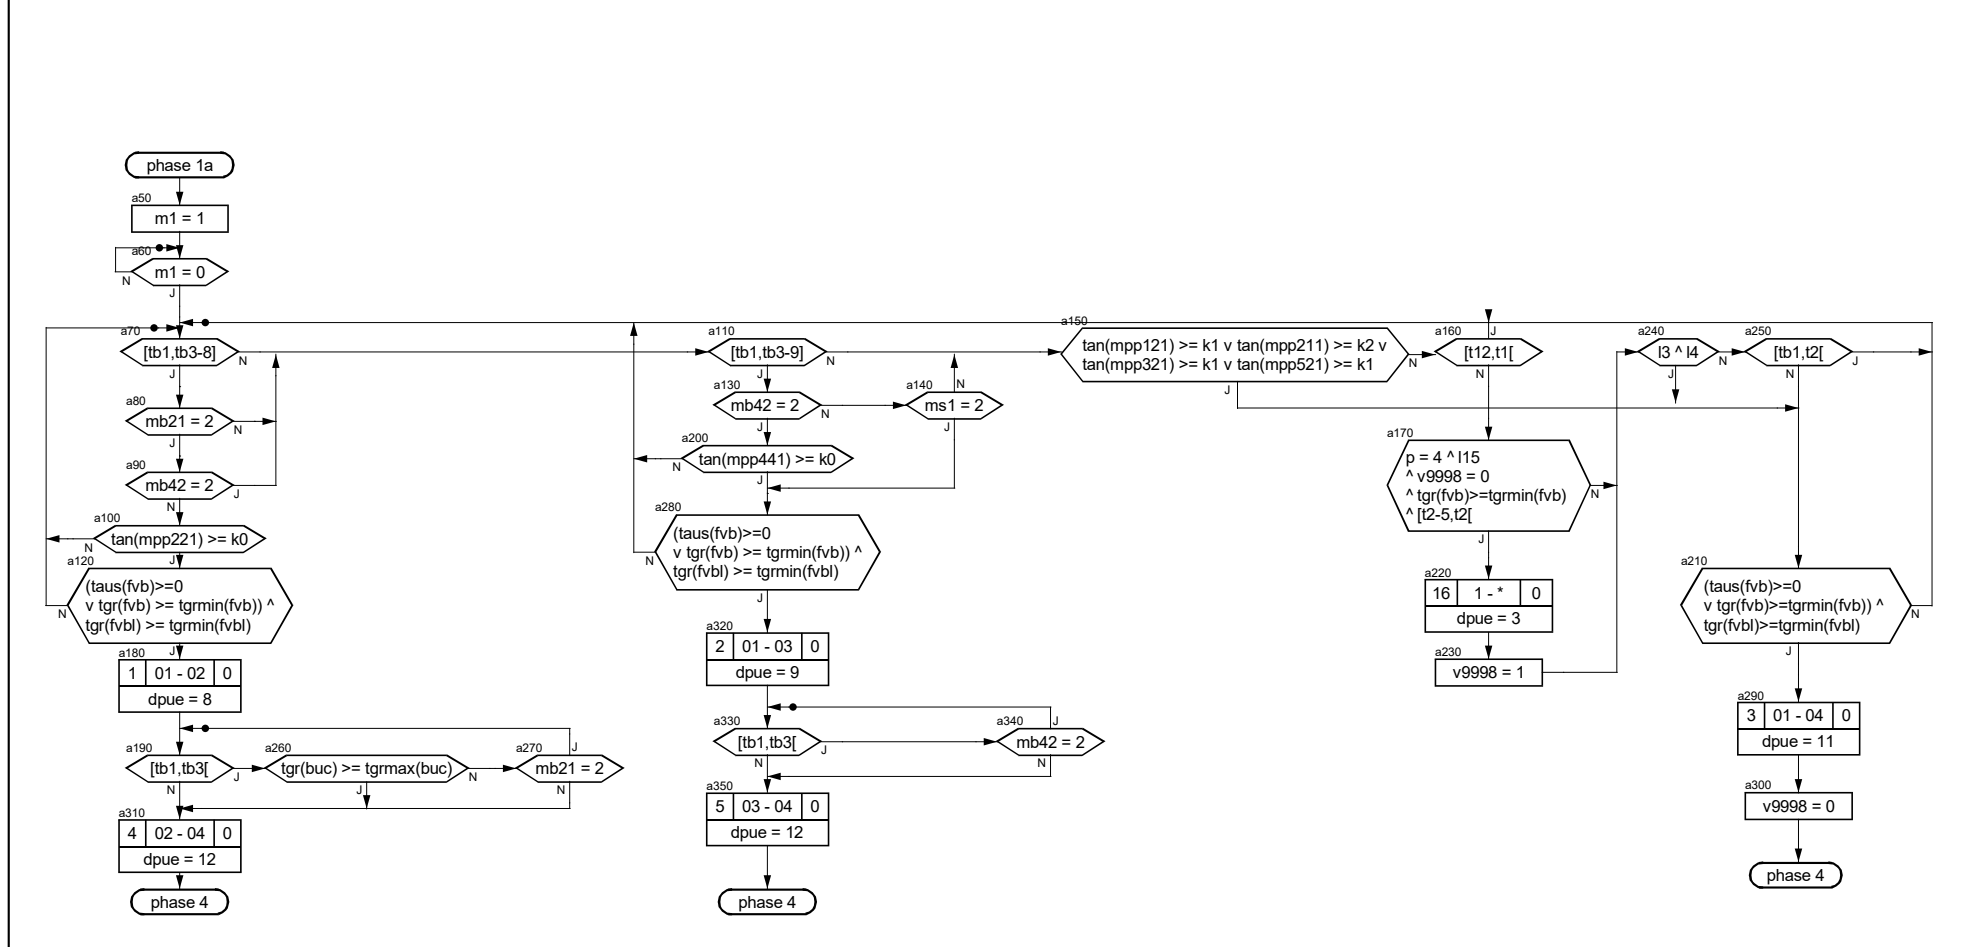 phase 1a
a50
m1 = 1
a60
m1 = 0
N
J
a70
[tb1,tb3-8]
N
J
a80
mb21 = 2
N
J
a90
mb42 = 2
J
N
a100
tan(mpp221) >= k0
N
J
a120
(taus(fvb)>=0
v tgr(fvb) >= tgrmin(fvb)) ^
tgr(fvbl) >= tgrmin(fvbl)
N
J
a180
1 01 - 02 0
dpue = 8
a190
[tb1,tb3[
J
N
a260
tgr(buc) >= tgrmax(buc)
N
J
a270
mb21 = 2
J
N
a310
4 02 - 04 0
dpue = 12
phase 4
a110
[tb1,tb3-9]
N
J
a130
mb42 = 2
N
J
a140
ms1 = 2
N
J
a200
tan(mpp441) >= k0
N
J
a280
(taus(fvb)>=0
v tgr(fvb) >= tgrmin(fvb)) ^
tgr(fvbl) >= tgrmin(fvbl)
N
J
a320
2 01 - 03 0
dpue = 9
a330
[tb1,tb3[
J
N
a340
mb42 = 2
J
N
a350
5 03 - 04 0
dpue = 12
phase 4
a150
tan(mpp121) >= k1 v tan(mpp211) >= k2 v
tan(mpp321) >= k1 v tan(mpp521) >= k1
N
J
a160
[t12,t1[
J
N
a170
p = 4 ^ l15
^ v9998 = 0
^ tgr(fvb)>=tgrmin(fvb)
^ [t2-5,t2[
N
J
a220
16 1 - * 0
dpue = 3
a230
v9998 = 1
a240
l3 ^ l4
N
J
a250
[tb1,t2[
J
N
a210
(taus(fvb)>=0
v tgr(fvb)>=tgrmin(fvb)) ^
tgr(fvbl)>=tgrmin(fvbl)
N
J
a290
3 01 - 04 0
dpue = 11
a300
v9998 = 0
phase 4